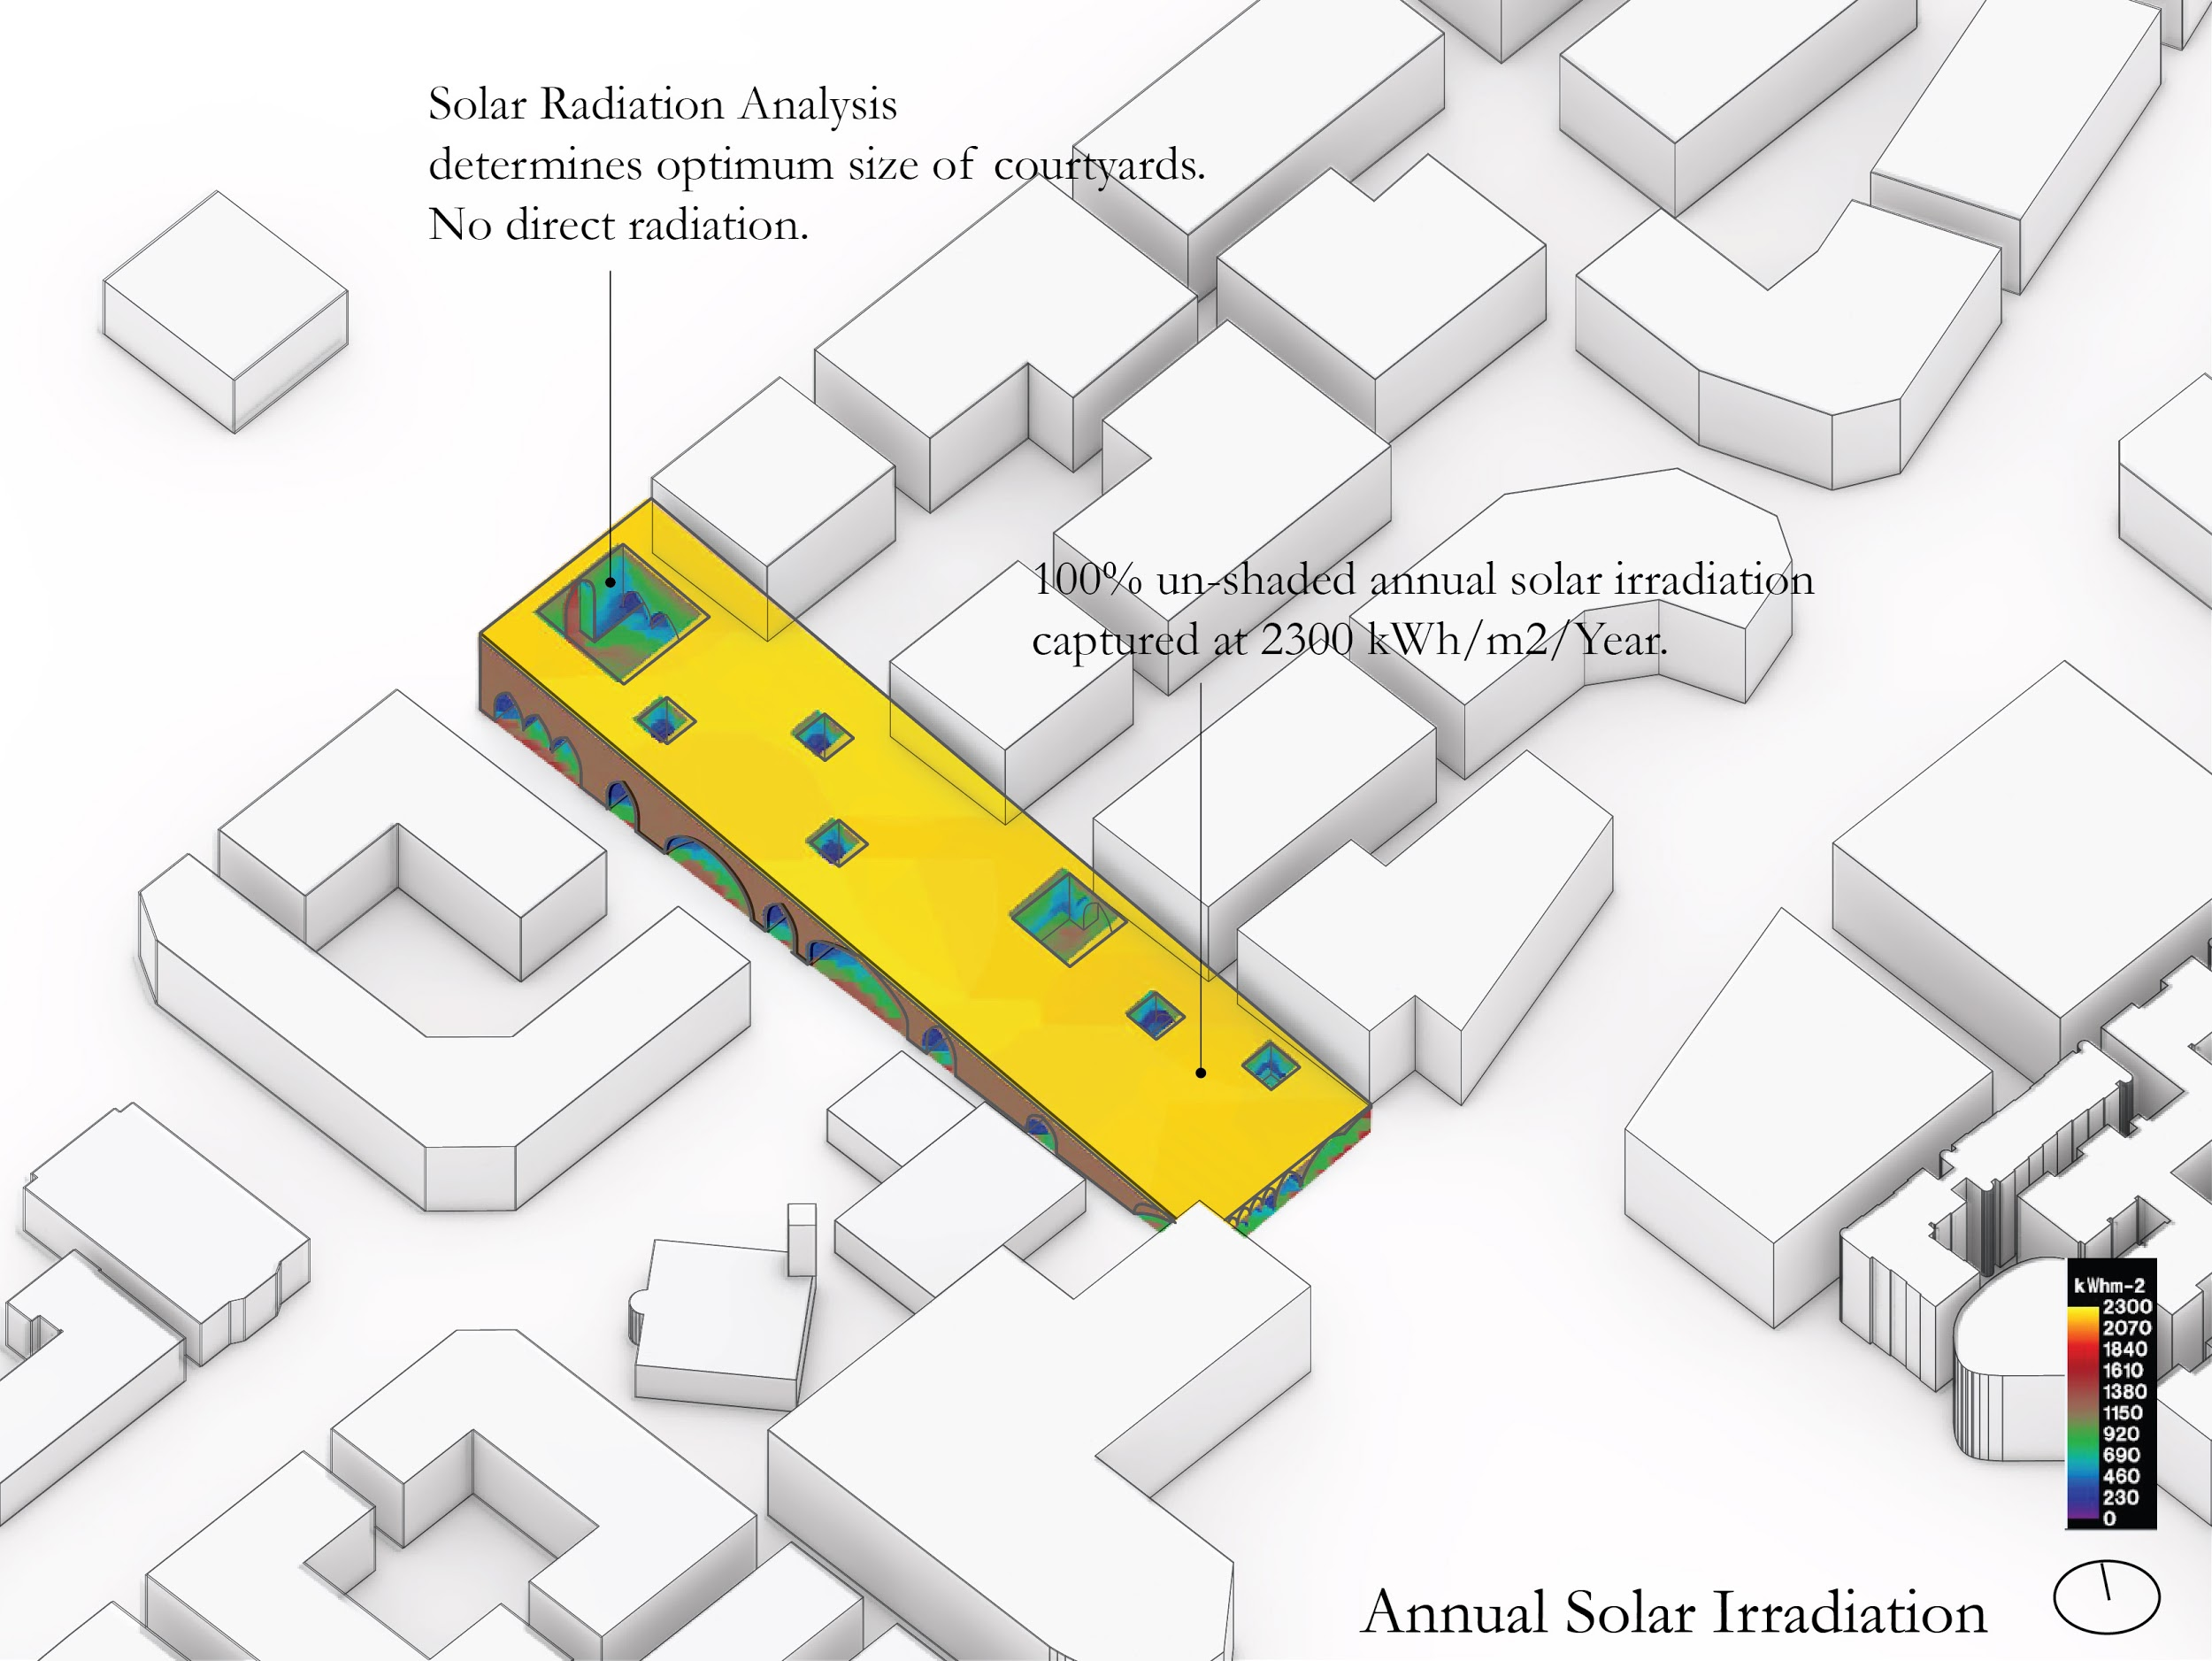 Solar Radiation Analysis
determines optimum size of courtyards.
No direct radiation.
100% un-shaded annual solar irradiation
captured at 2300 kWh/m2/Year.
kWhm-2
2300
2070
1840
1610
1380
1150
920
690
460
230
0
Annual Solar Irradiation